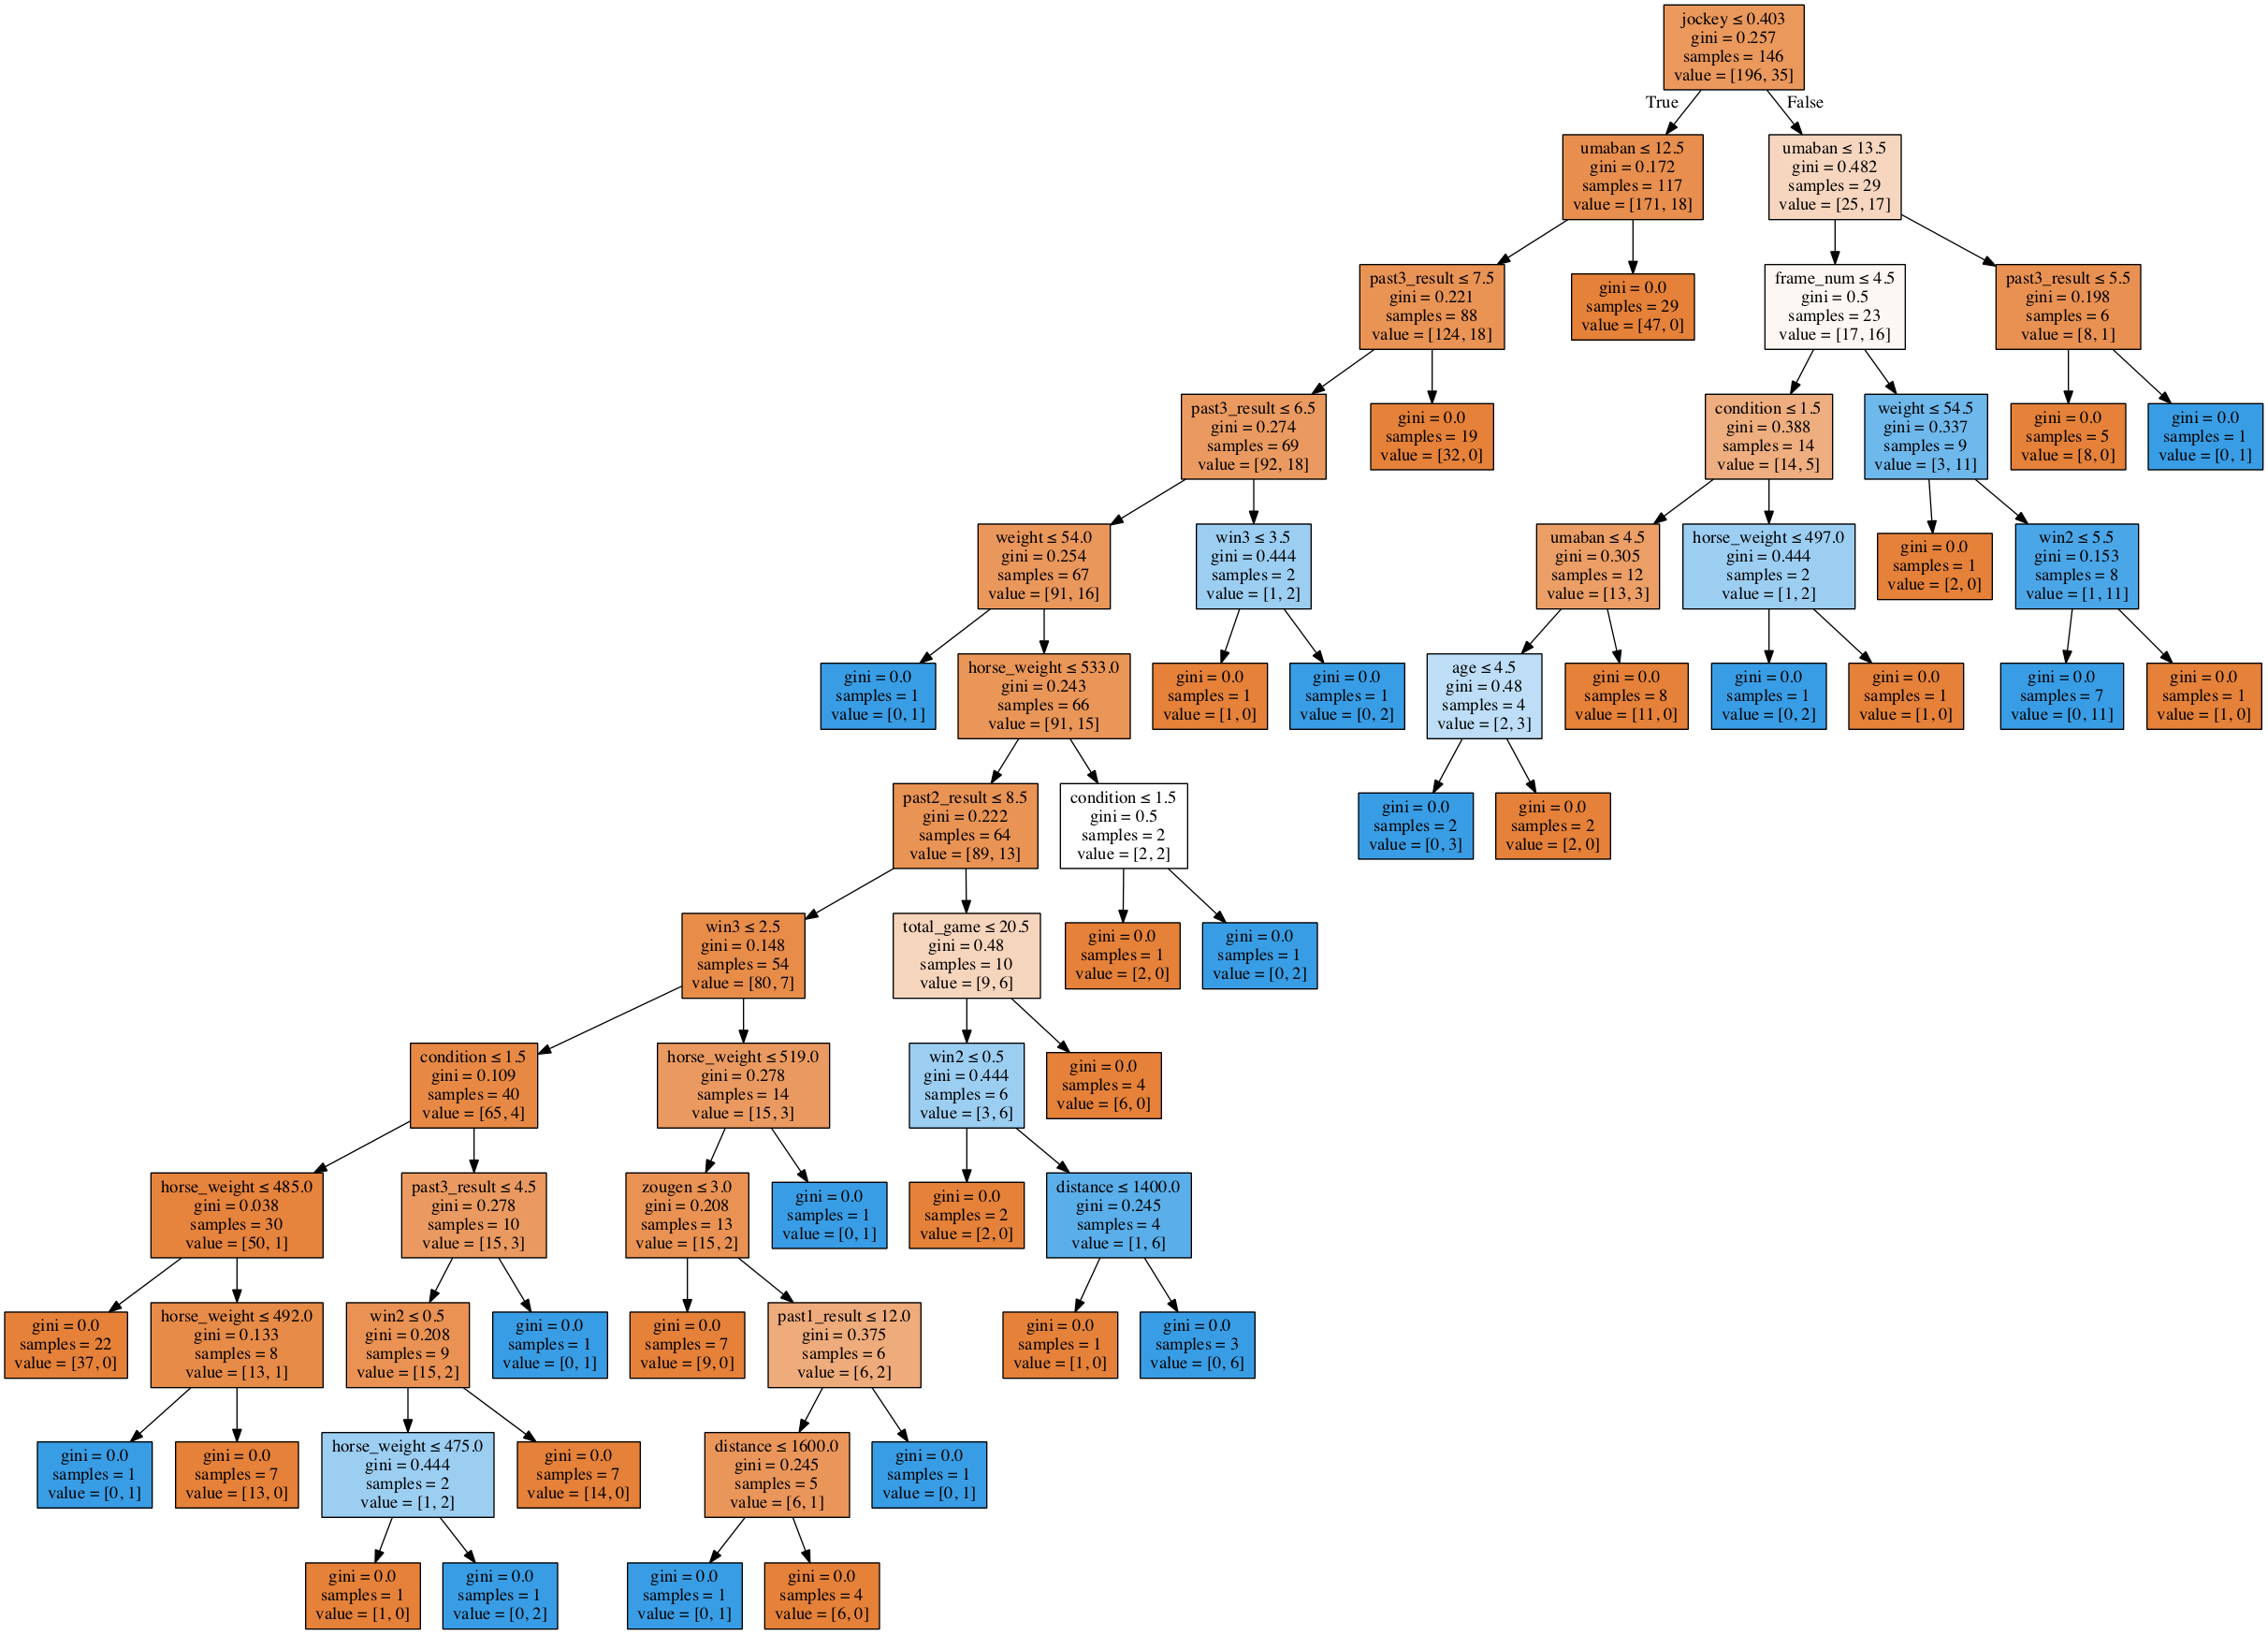 jockey ≤ 0.403
gini = 0.257
samples = 146
value = [196, 35]
True
False
umaban ≤ 12.5
gini = 0.172
samples = 117
value = [171, 18]
umaban ≤ 13.5
gini = 0.482
samples = 29
value = [25, 17]
past3_result ≤ 7.5
gini = 0.221
samples = 88
value = [124, 18]
gini = 0.0
samples = 29
value = [47, 0]
frame_num ≤ 4.5
gini = 0.5
samples = 23
value = [17, 16]
past3_result ≤ 5.5
gini = 0.198
samples = 6
value = [8, 1]
past3_result ≤ 6.5
gini = 0.274
samples = 69
value = [92, 18]
gini = 0.0
samples = 19
value = [32, 0]
condition ≤ 1.5
gini = 0.388
samples = 14
value = [14, 5]
weight ≤ 54.5
gini = 0.337
samples = 9
value = [3, 11]
gini = 0.0
samples = 5
value = [8, 0]
gini = 0.0
samples = 1
value = [0, 1]
weight ≤ 54.0
gini = 0.254
samples = 67
value = [91, 16]
win3 ≤ 3.5
gini = 0.444
samples = 2
value = [1, 2]
umaban ≤ 4.5
gini = 0.305
samples = 12
value = [13, 3]
horse_weight ≤ 497.0
gini = 0.444
samples = 2
value = [1, 2]
gini = 0.0
samples = 1
value = [2, 0]
win2 ≤ 5.5
gini = 0.153
samples = 8
value = [1, 11]
gini = 0.0
samples = 1
value = [0, 1]
horse_weight ≤ 533.0
gini = 0.243
samples = 66
value = [91, 15]
gini = 0.0
samples = 1
value = [1, 0]
gini = 0.0
samples = 1
value = [0, 2]
age ≤ 4.5
gini = 0.48
samples = 4
value = [2, 3]
gini = 0.0
samples = 8
value = [11, 0]
gini = 0.0
samples = 1
value = [0, 2]
gini = 0.0
samples = 1
value = [1, 0]
gini = 0.0
samples = 7
value = [0, 11]
gini = 0.0
samples = 1
value = [1, 0]
past2_result ≤ 8.5
gini = 0.222
samples = 64
value = [89, 13]
condition ≤ 1.5
gini = 0.5
samples = 2
value = [2, 2]
gini = 0.0
samples = 2
value = [0, 3]
gini = 0.0
samples = 2
value = [2, 0]
win3 ≤ 2.5
gini = 0.148
samples = 54
value = [80, 7]
total_game ≤ 20.5
gini = 0.48
samples = 10
value = [9, 6]
gini = 0.0
samples = 1
value = [2, 0]
gini = 0.0
samples = 1
value = [0, 2]
condition ≤ 1.5
gini = 0.109
samples = 40
value = [65, 4]
horse_weight ≤ 519.0
gini = 0.278
samples = 14
value = [15, 3]
win2 ≤ 0.5
gini = 0.444
samples = 6
value = [3, 6]
gini = 0.0
samples = 4
value = [6, 0]
horse_weight ≤ 485.0
gini = 0.038
samples = 30
value = [50, 1]
past3_result ≤ 4.5
gini = 0.278
samples = 10
value = [15, 3]
zougen ≤ 3.0
gini = 0.208
samples = 13
value = [15, 2]
gini = 0.0
samples = 1
value = [0, 1]
gini = 0.0
samples = 2
value = [2, 0]
distance ≤ 1400.0
gini = 0.245
samples = 4
value = [1, 6]
gini = 0.0
samples = 22
value = [37, 0]
horse_weight ≤ 492.0
gini = 0.133
samples = 8
value = [13, 1]
win2 ≤ 0.5
gini = 0.208
samples = 9
value = [15, 2]
gini = 0.0
samples = 1
value = [0, 1]
gini = 0.0
samples = 7
value = [9, 0]
past1_result ≤ 12.0
gini = 0.375
samples = 6
value = [6, 2]
gini = 0.0
samples = 1
value = [1, 0]
gini = 0.0
samples = 3
value = [0, 6]
gini = 0.0
samples = 1
value = [0, 1]
gini = 0.0
samples = 7
value = [13, 0]
horse_weight ≤ 475.0
gini = 0.444
samples = 2
value = [1, 2]
gini = 0.0
samples = 7
value = [14, 0]
distance ≤ 1600.0
gini = 0.245
samples = 5
value = [6, 1]
gini = 0.0
samples = 1
value = [0, 1]
gini = 0.0
samples = 1
value = [1, 0]
gini = 0.0
samples = 1
value = [0, 2]
gini = 0.0
samples = 1
value = [0, 1]
gini = 0.0
samples = 4
value = [6, 0]